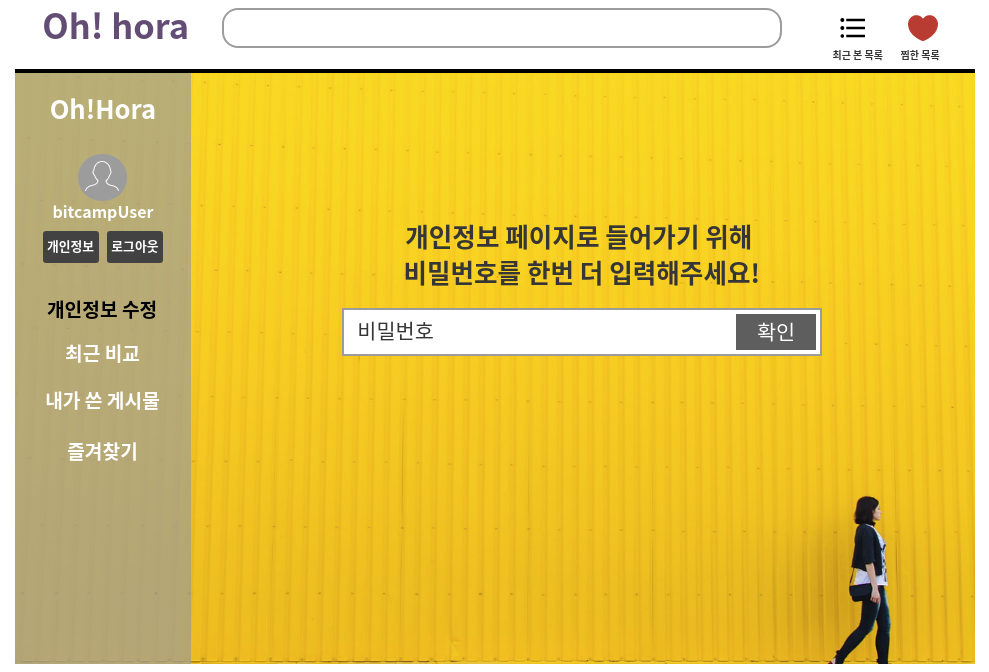 Oh! hora
최근 본 목록
찜한 목록
Oh!Hora
bitcampUser
개인정보
로그아웃
개인정보 수정
최근 비교
내가 쓴 게시물
즐겨찾기
개인정보 페이지로 들어가기 위해
비밀번호를 한번 더 입력해주세요!
비밀번호
확인